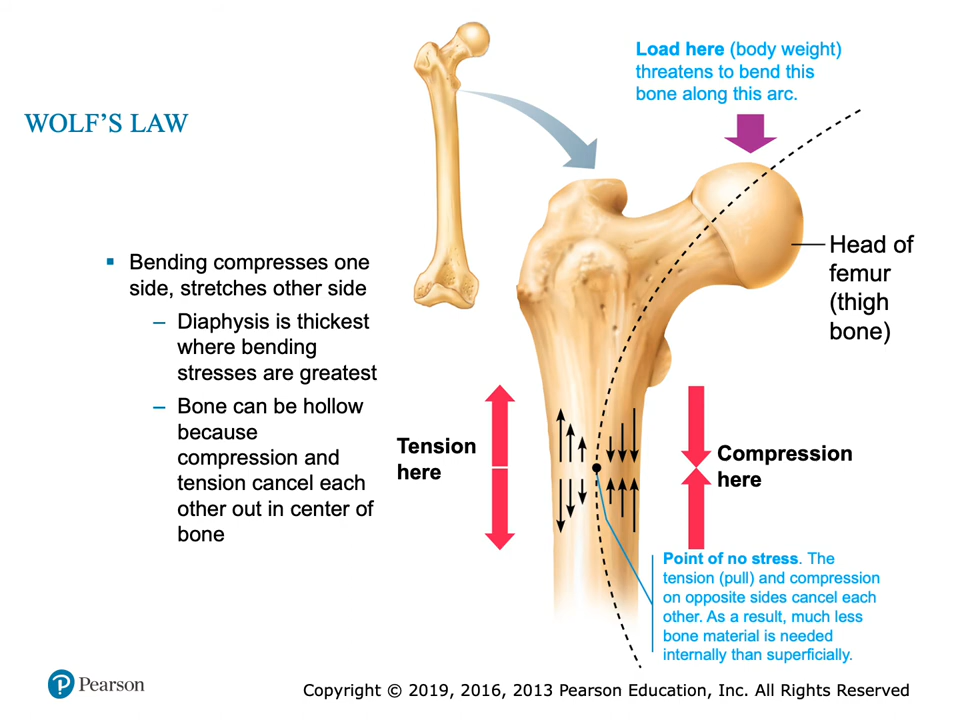 WOLF’S LAW
▪ Bending compresses one
side, stretches other side
– Diaphysis is thickest
where bending
stresses are greatest
– Bone can be hollow
because
compression and
tension cancel each
other out in center of
bone
Load here (body weight)
threatens to bend this
bone along this arc.
Head of
femur
(thigh
bone)
Tension
here
Compression
here
Point of no stress. The
tension (pull) and compression
on opposite sides cancel each
other. As a result, much less
bone material is needed
internally than superficially.
P Pearson
Copyright © 2019, 2016, 2013 Pearson Education, Inc. All Rights Reserved